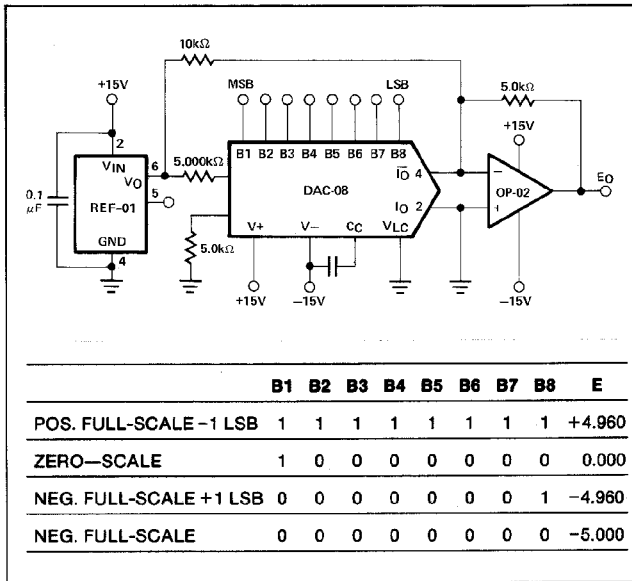 10kΩ
+15V
MSB
LSB
5.0kΩ
2
B1 B2 B3 B4 B5 B6 B7 B8
+15V
VIN
6
VO
5.000kΩ
I̅O̅ 4
−
EO
0.1
µF
REF-01
5
DAC-08
OP-02
IO 2
+
GND
4
5.0kΩ
V+ V− CC VLC
+15V
−15V
−15V
B1 B2 B3 B4 B5 B6 B7 B8 E
POS. FULL-SCALE −1 LSB 1 1 1 1 1 1 1 1 +4.960
ZERO—SCALE 1 0 0 0 0 0 0 0 0.000
NEG. FULL-SCALE +1 LSB 0 0 0 0 0 0 0 1 −4.960
NEG. FULL-SCALE 0 0 0 0 0 0 0 0 −5.000